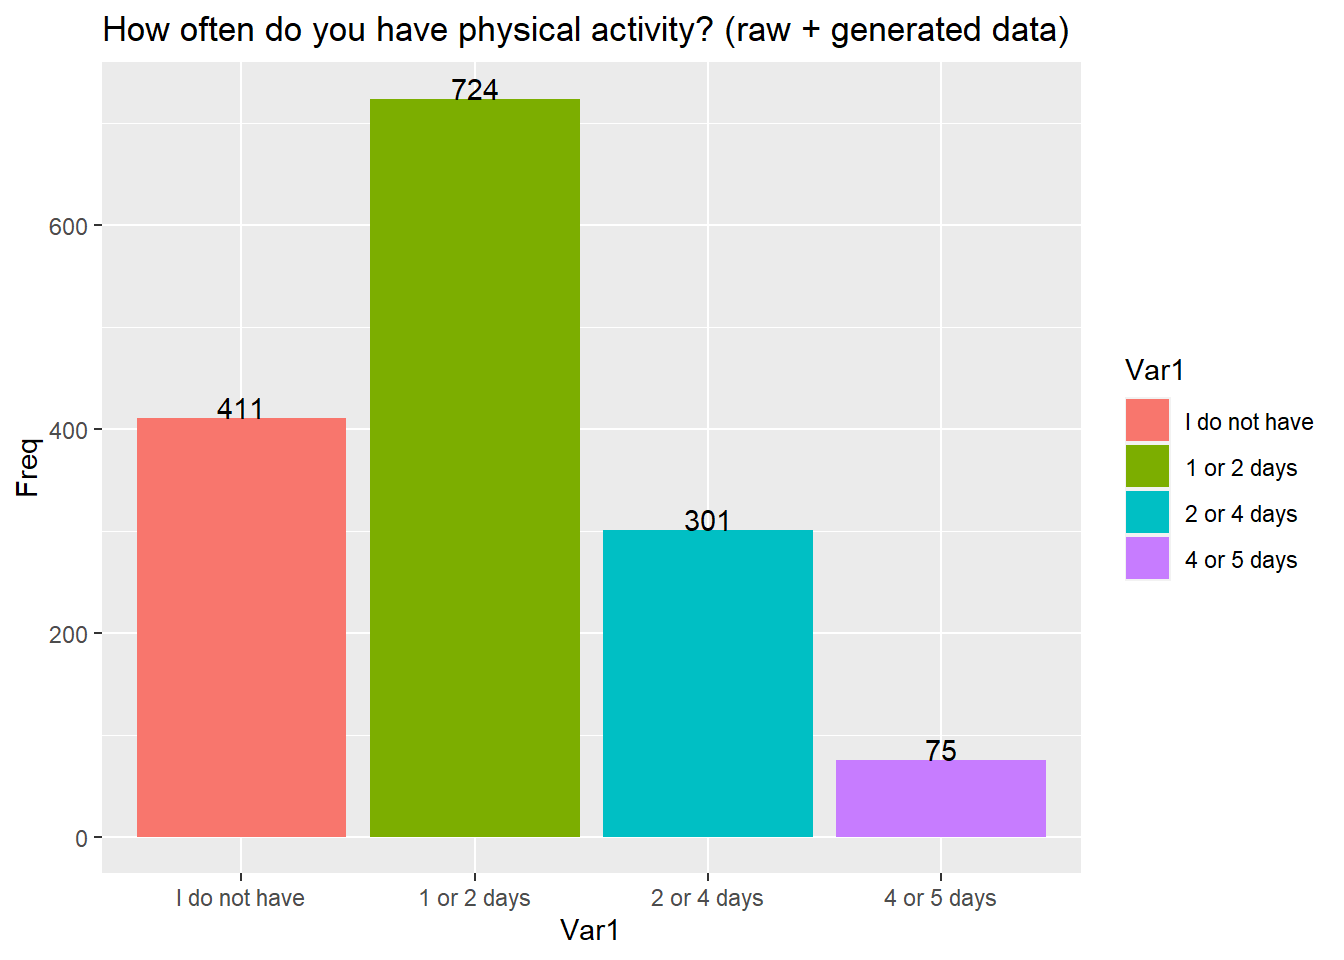 How often do you have physical activity? (raw + generated data)
724
600
411
400
Freq
301
200
75
0
I do not have
1 or 2 days
2 or 4 days
4 or 5 days
Var1
Var1
I do not have
1 or 2 days
2 or 4 days
4 or 5 days